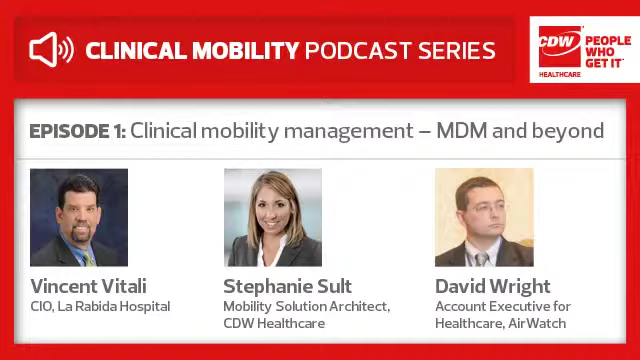 CLINICAL MOBILITY PODCAST SERIES
CDW
HEALTHCARE
PEOPLE
WHO
GET IT
EPISODE 1: Clinical mobility management – MDM and beyond
Vincent Vitali
CIO, La Rabida Hospital
Stephanie Sult
Mobility Solution Architect,
CDW Healthcare
David Wright
Account Executive for
Healthcare, AirWatch